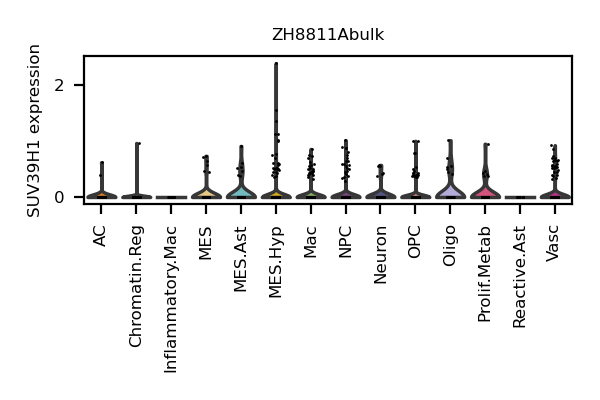 ZH8811Abulk
SUV39H1 expression
2
0
AC
Chromatin.Reg
Inflammatory.Mac
MES
MES.Ast
MES.Hyp
Mac
NPC
Neuron
OPC
Oligo
Prolif.Metab
Reactive.Ast
Vasc